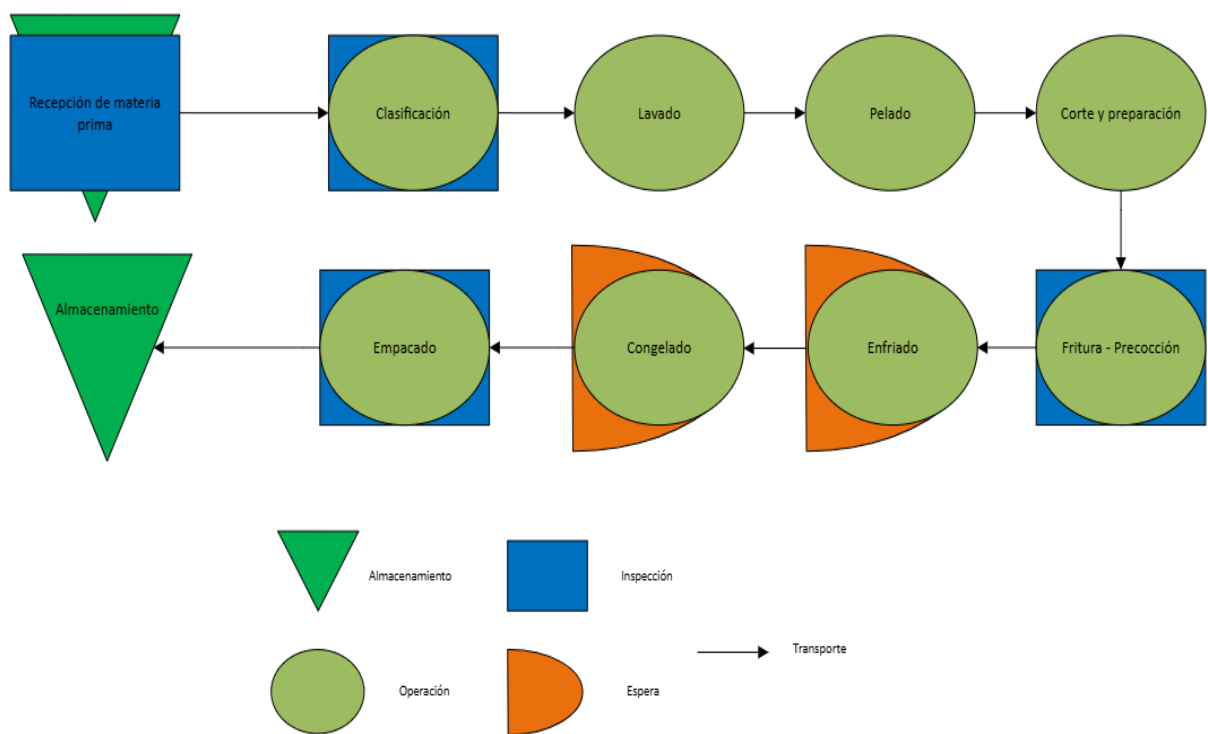 Recepción de materia
prima
Clasificación
Lavado
Pelado
Corte y preparación
Almacenamiento
Empacado
Congelado
Enfriado
Fritura - Precocción
Almacenamiento
Inspección
Transporte
Operación
Espera